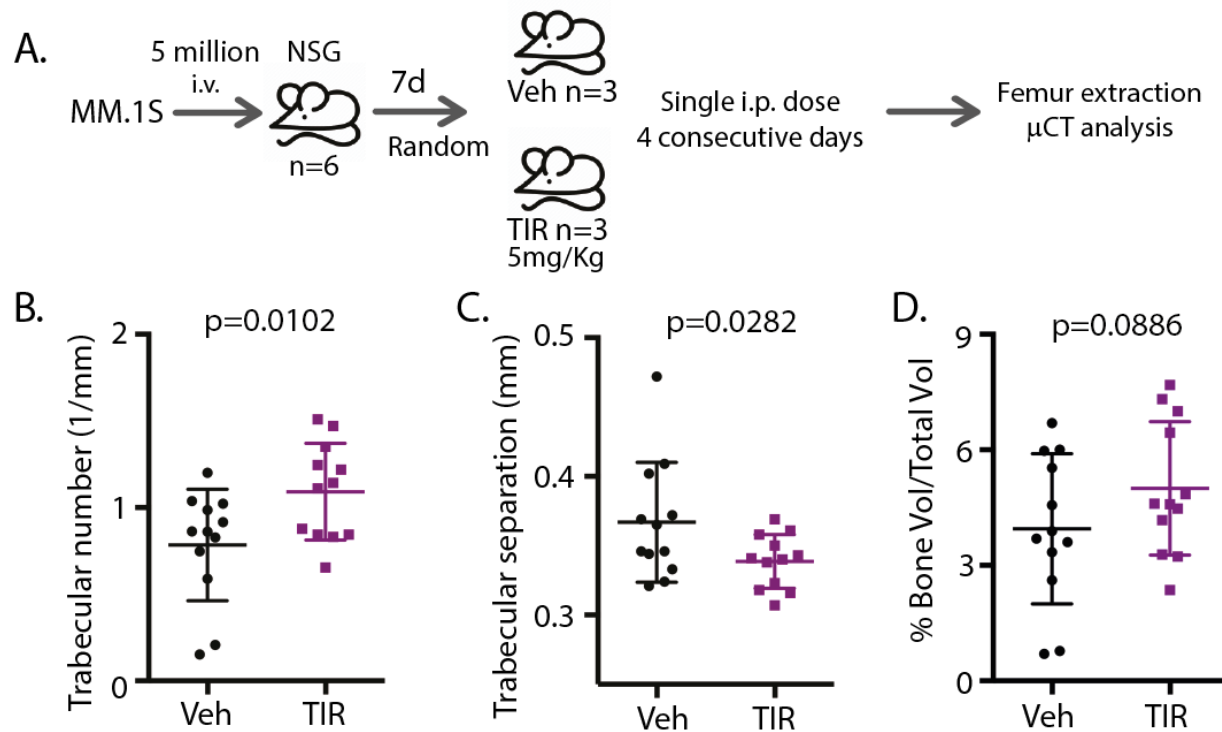 A.
5 million
i.v.
MM.1S
NSG
n=6
7d
Random
Veh n=3
TIR n=3
5mg/Kg
Single i.p. dose
4 consecutive days
Femur extraction
μCT analysis
B.
p=0.0102
Trabecular number (1/mm)
2
1
0
Veh TIR
C.
p=0.0282
Trabecular separation (mm)
0.5
0.4
0.3
Veh TIR
D.
p=0.0886
% Bone Vol/Total Vol
9
6
3
0
Veh TIR